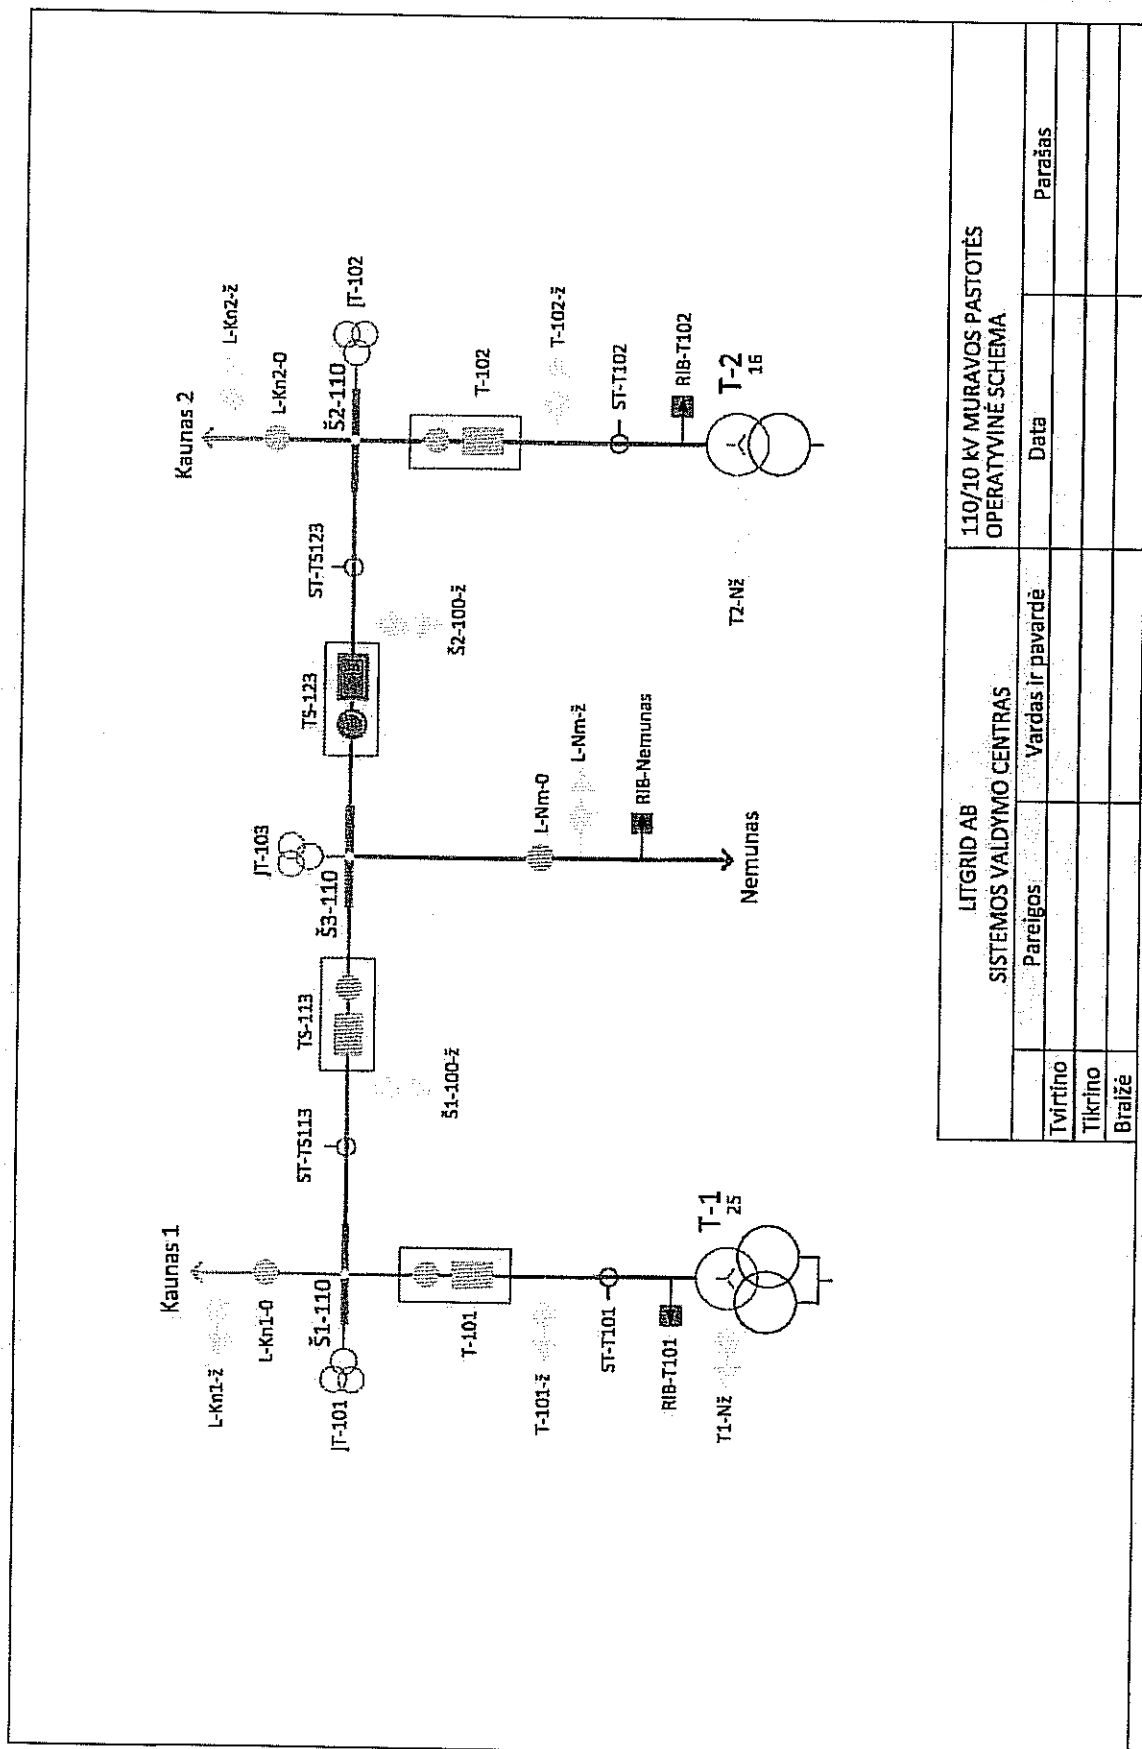 Kaunas 1
L-Kn1-ž
L-Kn1-0
Š1-110
ĮT-101
T-101
T-101-ž
ST-T101
RIB-T101
T1-Nž
T-1
25
ST-TS113
TS-113
Š1-100-ž
ĮT-103
Š3-110
L-Nm-0
L-Nm-ž
RIB-Nemunas
Nemunas
TS-123
ST-TS123
Š2-100-ž
Kaunas 2
L-Kn2-ž
L-Kn2-0
Š2-110
ĮT-102
T-102
T-102-ž
ST-T102
RIB-T102
T2-Nž
T-2
16
LITGRID AB
SISTEMOS VALDYMO CENTRAS
110/10 kV MURAVOS PASTOTĖS
OPERATYVINĖ SCHEMA
Pareigos Vardas ir pavardė Data Parašas
Tvirtino
Tikrino
Braižė